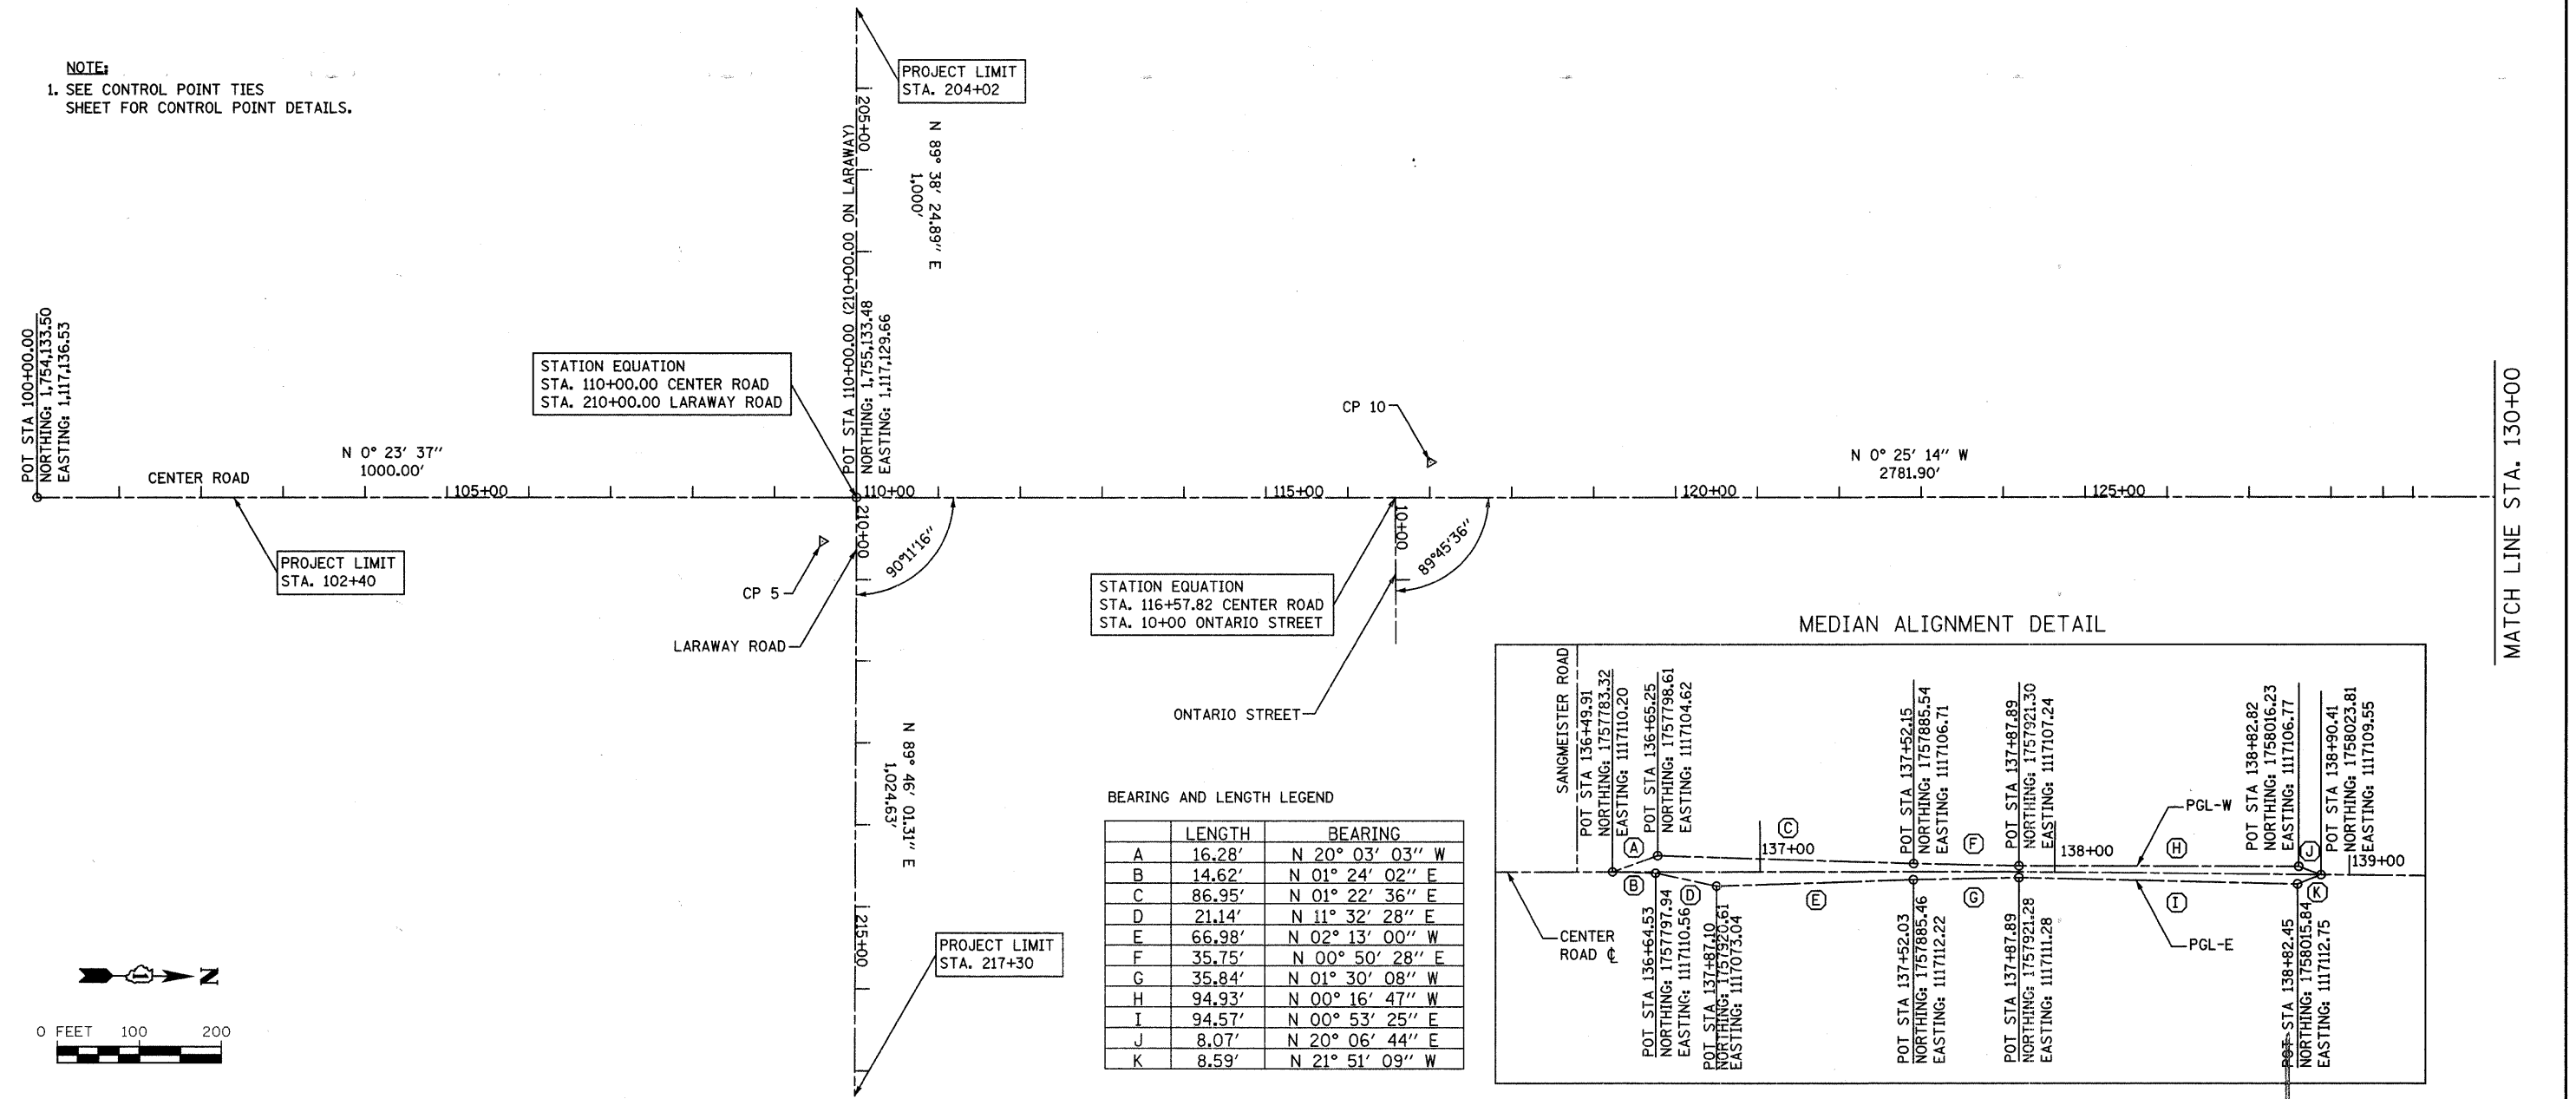 NOTE:
1. SEE CONTROL POINT TIES
SHEET FOR CONTROL POINT DETAILS.
PROJECT LIMIT
STA. 204+02
205+00
N 89° 38' 24.89" E
1,000'
POT STA 100+00.00
NORTHING: 1,754,133.50
EASTING: 1,117,136.53
CENTER ROAD
N 0° 23' 37"
1000.00'
PROJECT LIMIT
STA. 102+40
105+00
STATION EQUATION
STA. 110+00.00 CENTER ROAD
STA. 210+00.00 LARAWAY ROAD
POT STA 110+00.00 (210+00.00 ON LARAWAY)
NORTHING: 1,755,133.48
EASTING: 1,117,129.66
110+00
210+00
90°11'16"
CP 5
LARAWAY ROAD
N 89° 46' 01.31" E
1,024.63'
215+00
PROJECT LIMIT
STA. 217+30
115+00
CP 10
10+00
89°45'36"
STATION EQUATION
STA. 116+57.82 CENTER ROAD
STA. 10+00 ONTARIO STREET
ONTARIO STREET
120+00
N 0° 25' 14" W
2781.90'
125+00
MATCH LINE STA. 130+00
N
0 FEET 100 200
BEARING AND LENGTH LEGEND
LENGTH BEARING
A 16.28' N 20° 03' 03" W
B 14.62' N 01° 24' 02" E
C 86.95' N 01° 22' 36" E
D 21.14' N 11° 32' 28" E
E 66.98' N 02° 13' 00" W
F 35.75' N 00° 50' 28" E
G 35.84' N 01° 30' 08" W
H 94.93' N 00° 16' 47" W
I 94.57' N 00° 53' 25" E
J 8.07' N 20° 06' 44" E
K 8.59' N 21° 51' 09" W
MEDIAN ALIGNMENT DETAIL
SANGMEISTER ROAD
POT STA 136+49.91
NORTHING: 1757783.32
EASTING: 1117110.20
POT STA 136+65.25
NORTHING: 1757798.61
EASTING: 1117104.62
POT STA 137+52.15
NORTHING: 1757885.54
EASTING: 1117106.71
POT STA 137+87.89
NORTHING: 1757921.30
EASTING: 1117107.24
POT STA 138+82.82
NORTHING: 1758016.23
EASTING: 1117106.77
POT STA 138+90.41
NORTHING: 1758023.81
EASTING: 1117109.55
A
C
137+00
F
138+00
H
PGL-W
J
139+00
B
D
E
G
I
K
PGL-E
CENTER
ROAD ℄
POT STA 136+64.53
NORTHING: 1757797.94
EASTING: 1117110.56
POT STA 137+87.10
NORTHING: 1757920.61
EASTING: 1117073.04
POT STA 137+52.03
NORTHING: 1757885.46
EASTING: 1117112.22
POT STA 137+87.89
NORTHING: 1757921.28
EASTING: 1117111.28
POT STA 138+82.45
NORTHING: 1758015.84
EASTING: 1117112.75